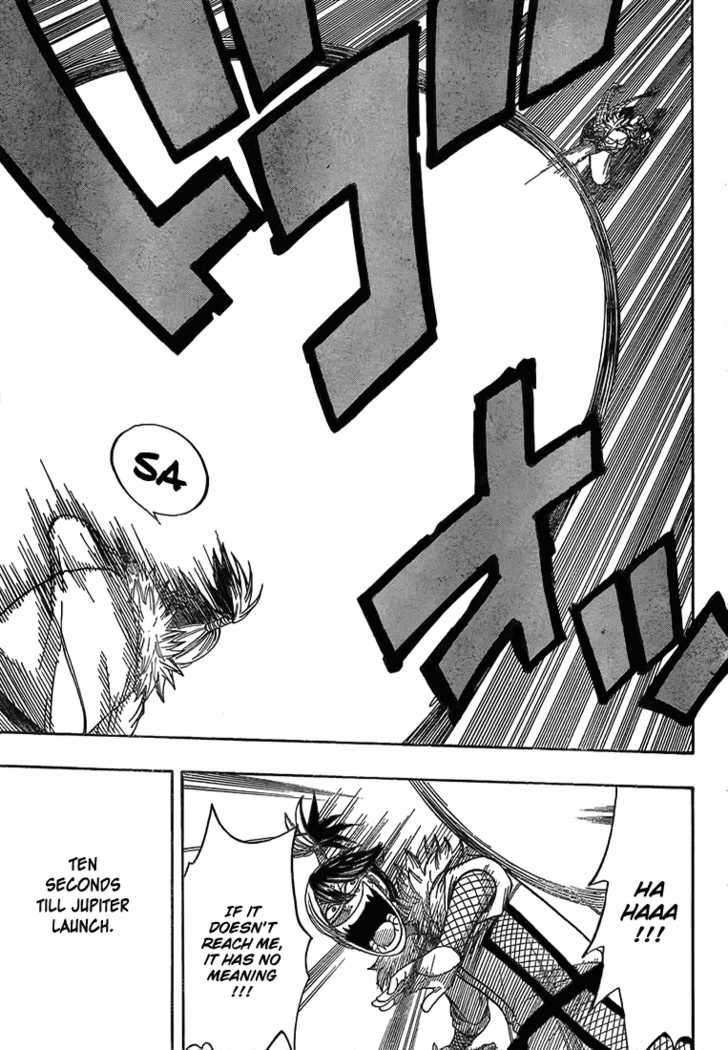 ドゴオッ
SA
HA
HAAA
!!!
IF IT
DOESN'T
REACH ME,
IT HAS NO
MEANING
!!!
TEN
SECONDS
TILL JUPITER
LAUNCH.